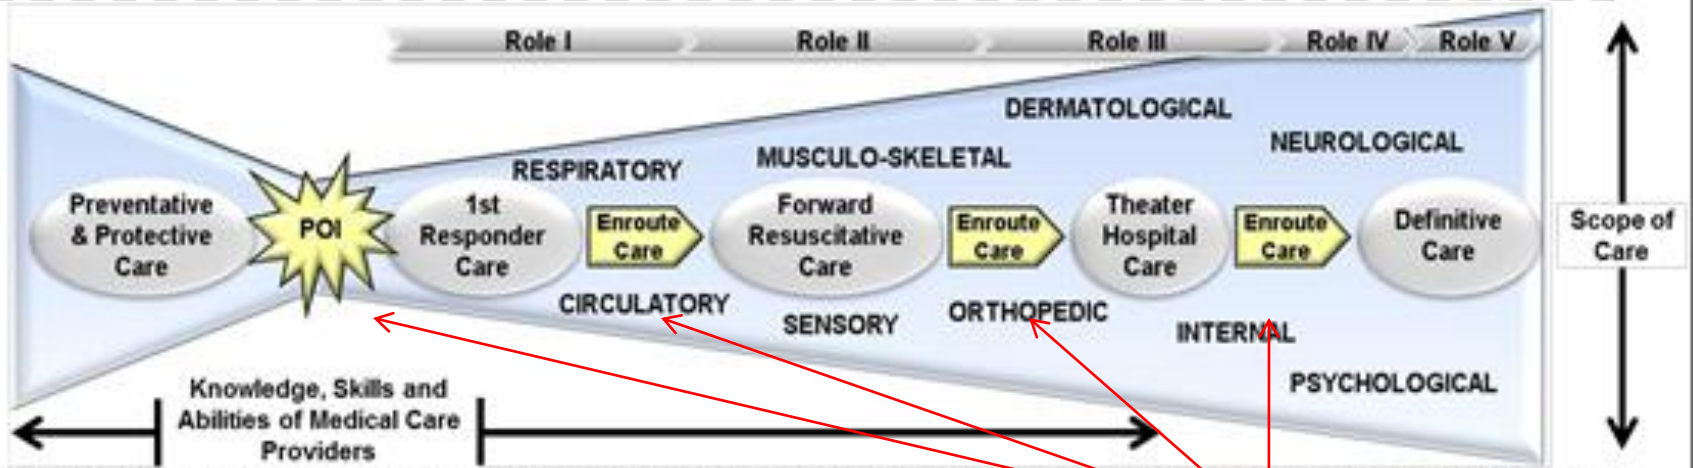 Role I
Role II
Role III
Role IV
Role V
DERMATOLOGICAL
NEUROLOGICAL
MUSCULO-SKELETAL
RESPIRATORY
Preventative
& Protective
Care
POI
1st
Responder
Care
Enroute
Care
Forward
Resuscitative
Care
Enroute
Care
Theater
Hospital
Care
Enroute
Care
Definitive
Care
Scope of
Care
CIRCULATORY
SENSORY
ORTHOPEDIC
INTERNAL
PSYCHOLOGICAL
Knowledge, Skills and
Abilities of Medical Care
Providers